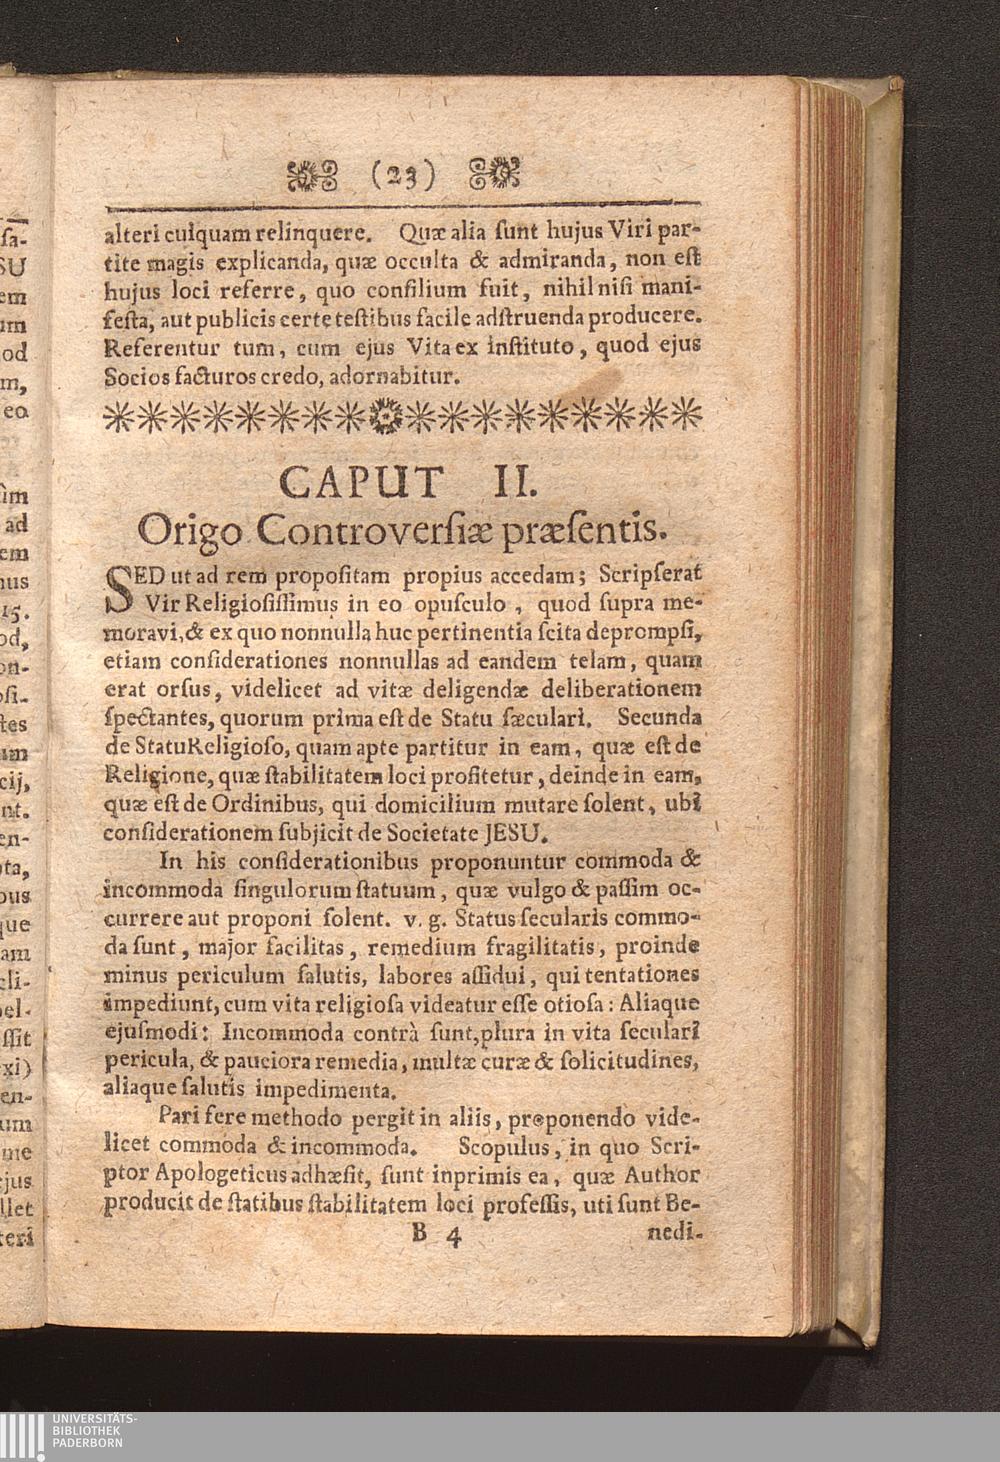 (23)
alteri cuiquam relinquere. Quæ alia ſunt hujus Viri par-
tite magis explicanda, quæ occulta & admiranda, non eſt
hujus loci referre, quo conſilium fuit, nihil niſi mani-
feſta, aut publicis certe teſtibus facile adſtruenda producere.
Referentur tum, cum ejus Vita ex inſtituto, quod ejus
Socios facturos credo, adornabitur.
CAPUT II.
Origo Controverſiæ præſentis.
SED ut ad rem propoſitam propius accedam; Scripſerat
Vir Religioſiſſimus in eo opuſculo, quod ſupra me-
moravi, & ex quo nonnulla huc pertinentia ſcita deprompſi,
etiam conſiderationes nonnullas ad eandem telam, quam
erat orſus, videlicet ad vitæ deligendæ deliberationem
ſpectantes, quorum prima eſt de Statu ſæculari. Secunda
de Statu Religioſo, quam apte partitur in eam, quæ eſt de
Religione, quæ ſtabilitatem loci profitetur, deinde in eam,
quæ eſt de Ordinibus, qui domicilium mutare ſolent, ubi
conſiderationem ſubjicit de Societate JESU.
In his conſiderationibus proponuntur commoda &
incommoda ſingulorum ſtatuum, quæ vulgo & paſſim oc-
currere aut proponi ſolent. v. g. Status ſecularis commo-
da ſunt, major facilitas, remedium fragilitatis, proinde
minus periculum ſalutis, labores aſſidui, qui tentationes
impediunt, cum vita religioſa videatur eſſe otioſa: Aliaque
ejuſmodi: Incommoda contrà ſunt, plura in vita ſeculari
pericula, & pauciora remedia, multæ curæ & ſolicitudines,
aliaque ſalutis impedimenta.
Pari fere methodo pergit in aliis, proponendo vide-
licet commoda & incommoda. Scopulus, in quo Scri-
ptor Apologeticus adhæſit, ſunt inprimis ea, quæ Author
producit de ſtatibus ſtabilitatem loci profeſſis, uti ſunt Be-
B 4 nedi-
UNIVERSITÄTS-
BIBLIOTHEK
PADERBORN